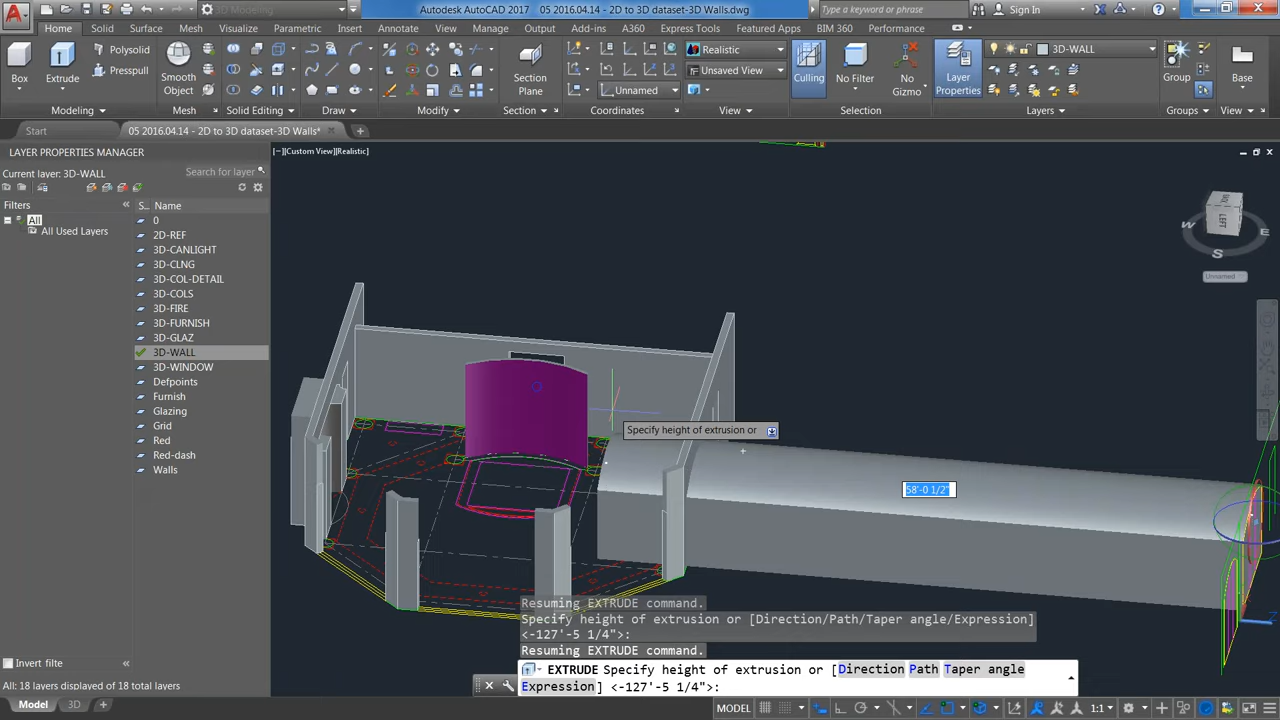 3D Modeling
Autodesk AutoCAD 2017 05 2016.04.14 - 2D to 3D dataset-3D Walls.dwg
Type a keyword or phrase
Sign In
Home Solid Surface Mesh Visualize Parametric Insert Annotate View Manage Output Add-ins A360 Express Tools Featured Apps BIM 360 Performance
Box
Extrude
Polysolid
Presspull
Smooth
Object
Section
Plane
Realistic
Unsaved View
Unnamed
Culling
No Filter
No
Gizmo
Layer
Properties
3D-WALL
Group
Base
Modeling
Mesh
Solid Editing
Draw
Modify
Section
Coordinates
View
Selection
Layers
Groups
View
Start
05 2016.04.14 - 2D to 3D dataset-3D Walls*
LAYER PROPERTIES MANAGER
Current layer: 3D-WALL
Search for layer
Filters
All
All Used Layers
S.. Name
0
2D-REF
3D-CANLIGHT
3D-CLNG
3D-COL-DETAIL
3D-COLS
3D-FIRE
3D-FURNISH
3D-GLAZ
3D-WALL
3D-WINDOW
Defpoints
Furnish
Glazing
Grid
Red
Red-dash
Walls
Invert filte
All: 18 layers displayed of 18 total layers
[−][Custom View][Realistic]
W
S
E
LEFT
Unnamed
Specify height of extrusion or
58'-0 1/2"
Resuming EXTRUDE command.
Specify height of extrusion or [Direction/Path/Taper angle/Expression]
<-127'-5 1/4">:
Resuming EXTRUDE command.
EXTRUDE Specify height of extrusion or [Direction Path Taper angle
Expression] <-127'-5 1/4">:
Model
3D
MODEL
1:1